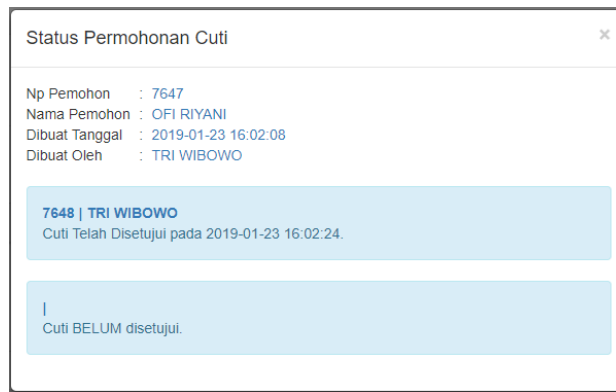 Status Permohonan Cuti ×
Np Pemohon : 7647
Nama Pemohon : OFI RIYANI
Dibuat Tanggal : 2019-01-23 16:02:08
Dibuat Oleh : TRI WIBOWO
7648 | TRI WIBOWO
Cuti Telah Disetujui pada 2019-01-23 16:02:24.
|
Cuti BELUM disetujui.